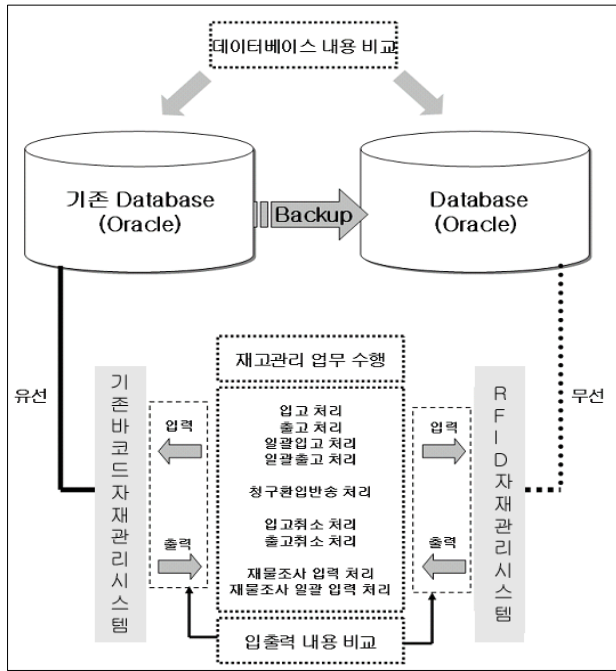 데이터베이스 내용 비교
기존 Database
(Oracle)
Backup
Database
(Oracle)
유선
무선
기존바코드자재관리시스템
입력
출력
재고관리 업무 수행
입고 처리
출고 처리
일괄입고 처리
일괄출고 처리
청구환입반송 처리
입고취소 처리
출고취소 처리
재물조사 입력 처리
재물조사 일괄 입력 처리
입출력 내용 비교
입력
출력
RFID자재관리시스템